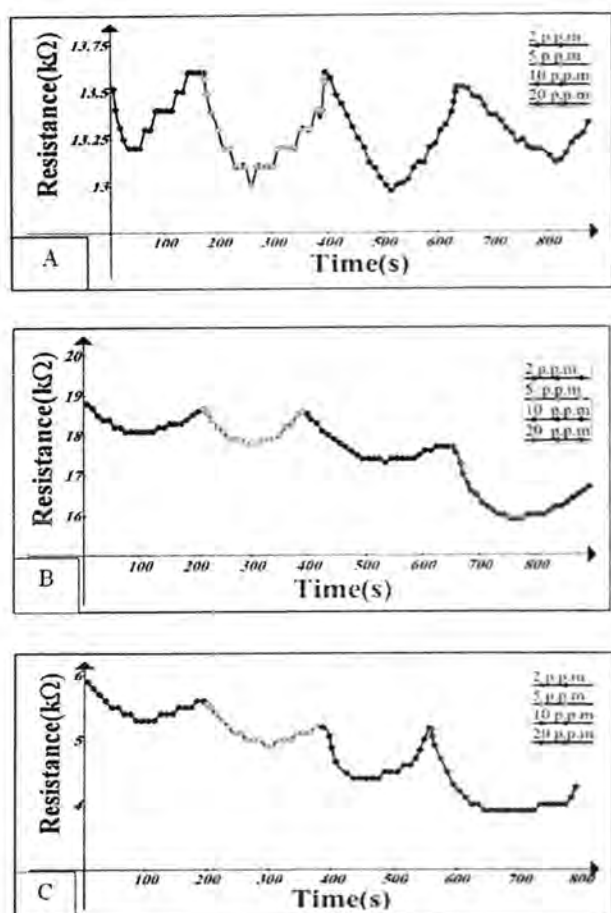 13.75
2 p.p.m
5 p.p.m
10 p.p.m
20 p.p.m
13.5
13.25
13
Resistance(kΩ)
100 200 300 400 500 600 700 800
Time(s)
A
20
19
18
17
16
2 p.p.m
5 p.p.m
10 p.p.m
20 p.p.m
Resistance(kΩ)
100 200 300 400 500 600 700 800
Time(s)
B
6
5
4
2 p.p.m
5 p.p.m
10 p.p.m
20 p.p.m
Resistance(kΩ)
100 200 300 400 500 600 700 800
Time(s)
C